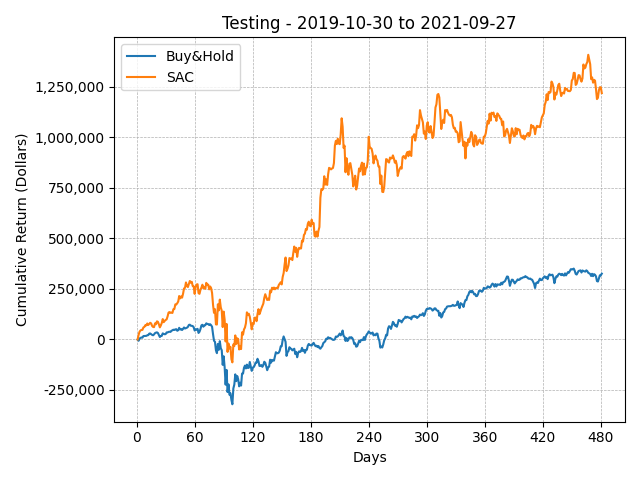 Testing - 2019-10-30 to 2021-09-27
Buy&Hold
SAC
Cumulative Return (Dollars)
1,250,000
1,000,000
750,000
500,000
250,000
0
-250,000
0 60 120 180 240 300 360 420 480
Days